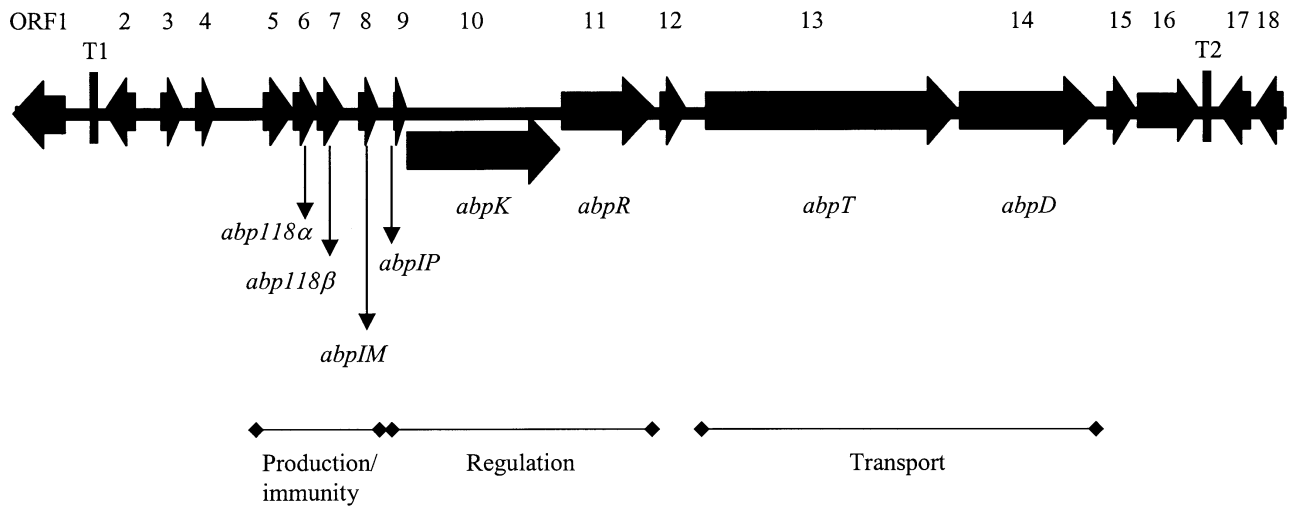 ORF1 2 3 4 5 6 7 8 9 10 11 12 13 14 15 16 17 18
T1 T2
abpK abpR abpT abpD
abp118α
abpIP
abp118β
abpIM
Production/ Regulation Transport
immunity